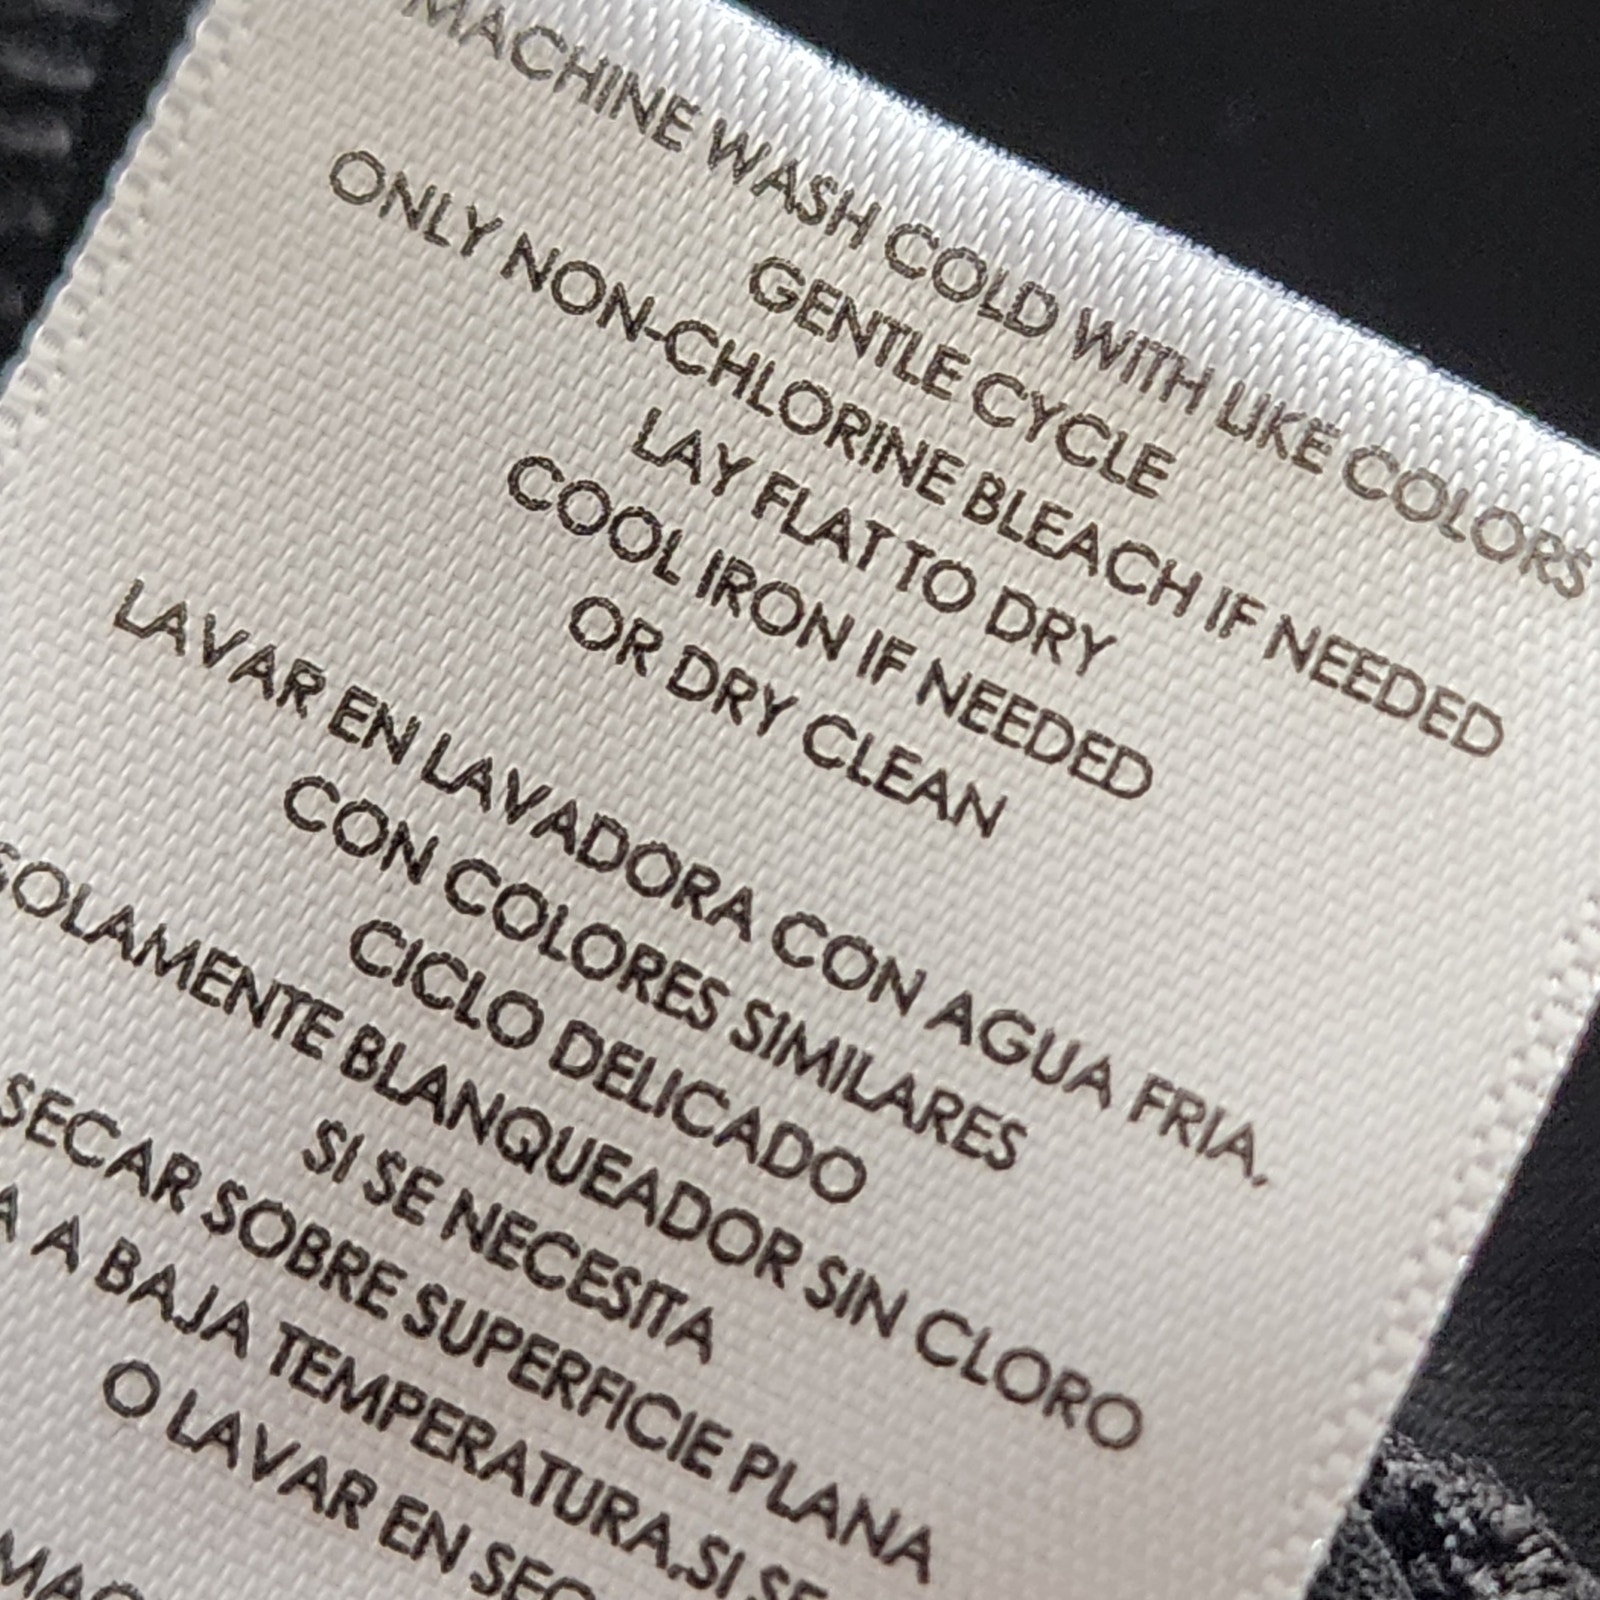 MACHINE WASH COLD WITH LIKE COLORS
GENTLE CYCLE
ONLY NON-CHLORINE BLEACH IF NEEDED
LAY FLAT TO DRY
COOL IRON IF NEEDED
OR DRY CLEAN
LAVAR EN LAVADORA CON AGUA FRIA,
CON COLORES SIMILARES
CICLO DELICADO
SOLAMENTE BLANQUEADOR SIN CLORO
SI SE NECESITA
SECAR SOBRE SUPERFICIE PLANA
A BAJA TEMPERATURA,SI SE
O LAVAR EN